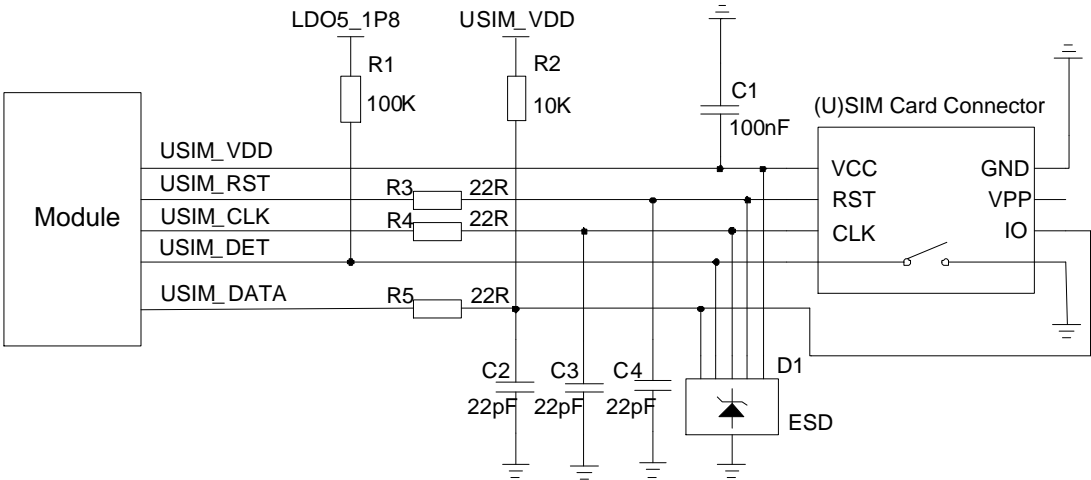 LDO5_1P8
USIM_VDD
R1
100K
R2
10K
C1
100nF
(U)SIM Card Connector
Module
USIM_VDD
USIM_RST
USIM_CLK
USIM_DET
USIM_DATA
R3 22R
R4 22R
R5 22R
VCC GND
RST VPP
CLK IO
C2
22pF
C3
22pF
C4
22pF
D1
ESD